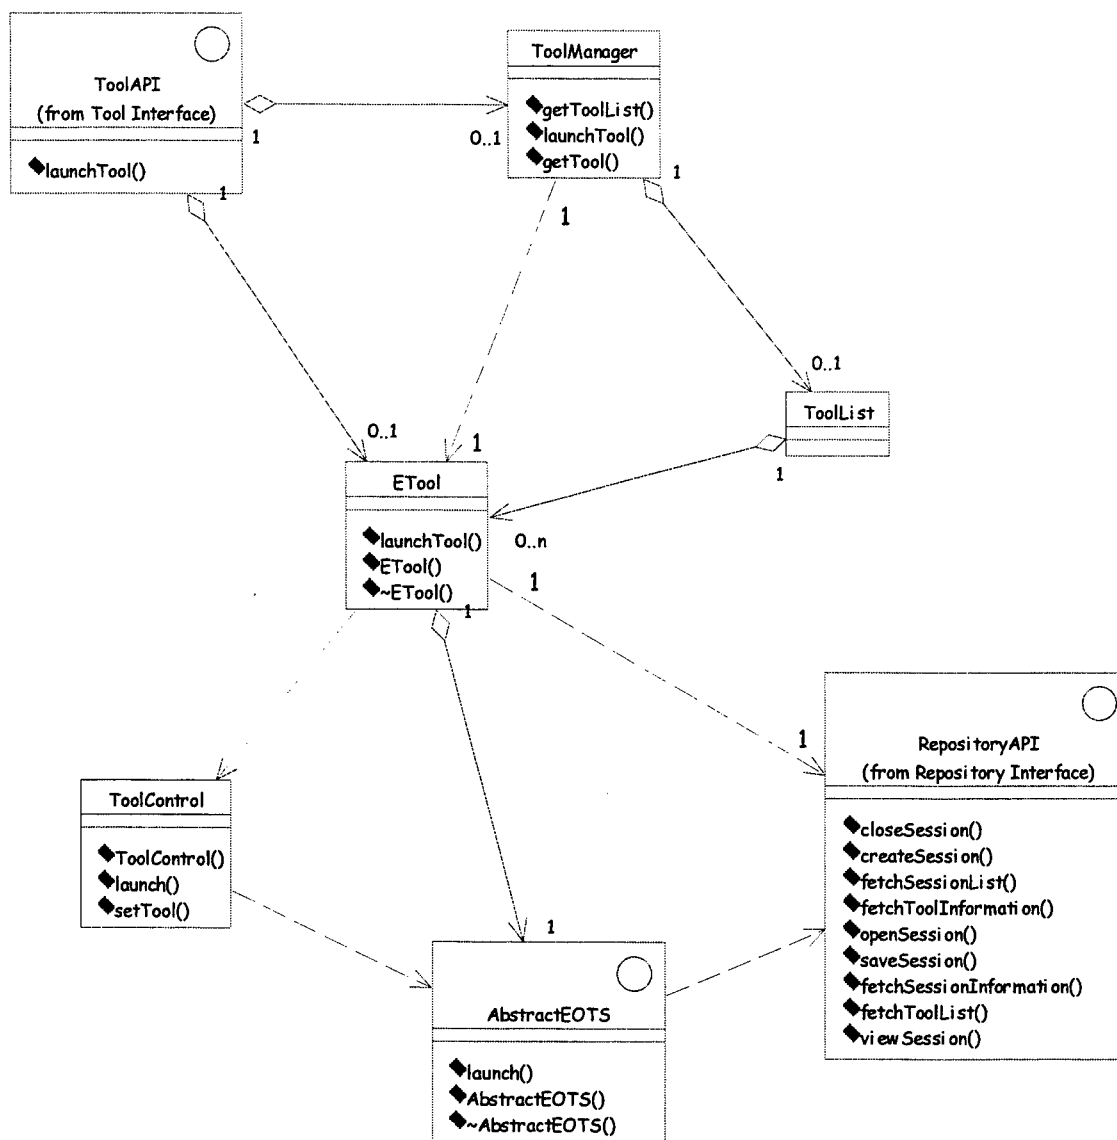 ToolAPI
(from Tool Interface)
launchTool()
1
1
ToolManager
getToolList()
launchTool()
getTool()
0..1
1
1
0..1
ToolList
1
0..1
1
ETool
launchTool()
ETool()
~ETool()
0..n
1
1
1
RepositoryAPI
(from Repository Interface)
closeSession()
createSession()
fetchSessionList()
fetchToolInformation()
openSession()
saveSession()
fetchSessionInformation()
fetchToolList()
viewSession()
ToolControl
ToolControl()
launch()
setTool()
1
AbstractEOTS
launch()
AbstractEOTS()
~AbstractEOTS()